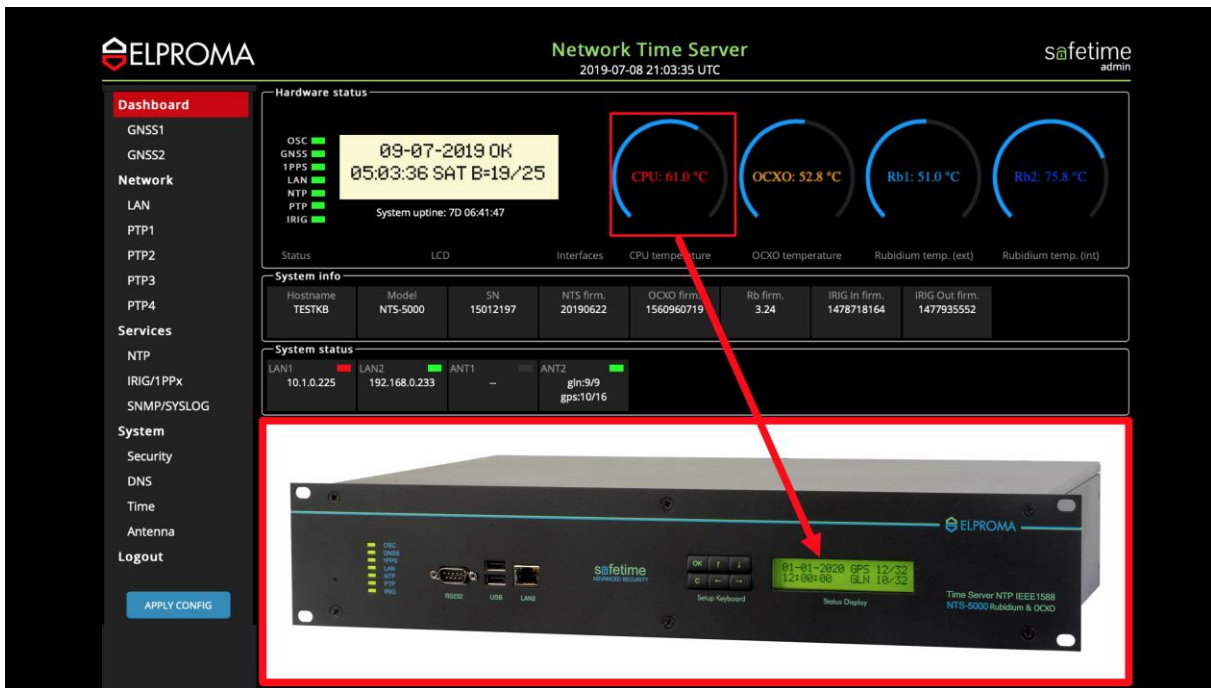 ELPROMA
Network Time Server
2019-07-08 21:03:35 UTC
safetime
admin
Dashboard
GNSS1
GNSS2
Network
LAN
PTP1
PTP2
PTP3
PTP4
Services
NTP
IRIG/1PPx
SNMP/SYSLOG
System
Security
DNS
Time
Antenna
Logout
APPLY CONFIG
Hardware status
OSC
GNSS
1PPS
LAN
NTP
PTP
IRIG
09-07-2019 OK
05:03:36 SAT B=19/25
System uptine: 7D 06:41:47
CPU: 61.0 °C
OCXO: 52.8 °C
Rb1: 51.0 °C
Rb2: 75.8 °C
Status
LCD
Interfaces
CPU temperature
OCXO temperature
Rubidium temp. (ext)
Rubidium temp. (int)
System info
Hostname Model SN NTS firm. OCXO firm. Rb firm. IRIG In firm. IRIG Out firm.
TESTKB NTS-5000 15012197 20190622 1560960719 3.24 1478718164 1477935552
System status
LAN1 LAN2 ANT1 ANT2
10.1.0.225 192.168.0.233 -- gln:9/9
gps:10/16
ELPROMA
OSC
GNSS
1PPS
LAN
NTP
PTP
IRIG
RS232
USB
LAN2
safetime
ADVANCED SECURITY
OK ↑ ↓
C ← →
Setup Keyboard
01-01-2020 GPS 12/32
12:00:00 GLN 10/32
Status Display
Time Server NTP IEEE1588
NTS-5000 Rubidium & OCXO